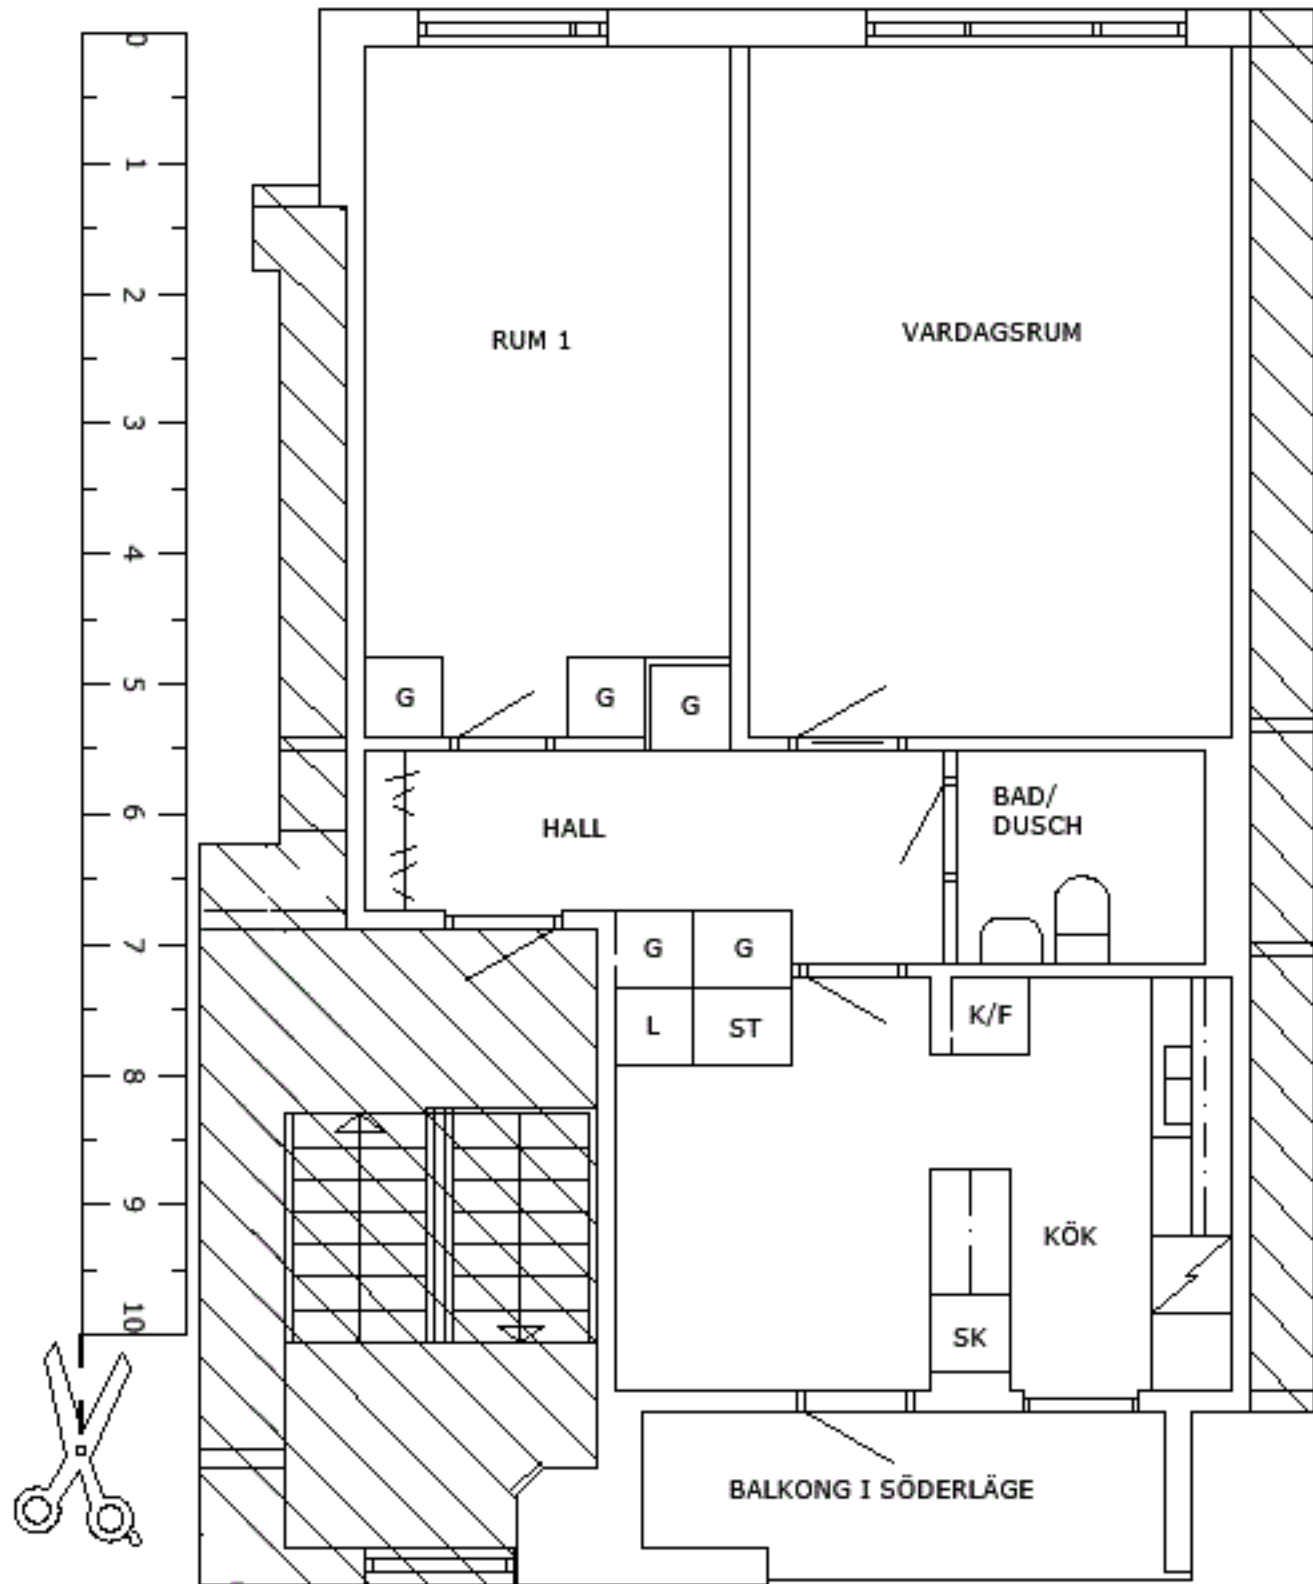 0
1
2
3
4
5
6
7
8
9
10
RUM 1
VARDAGSRUM
G
G
G
HALL
BAD/
DUSCH
G
G
L
ST
K/F
KÖK
SK
BALKONG I SÖDERLÄGE